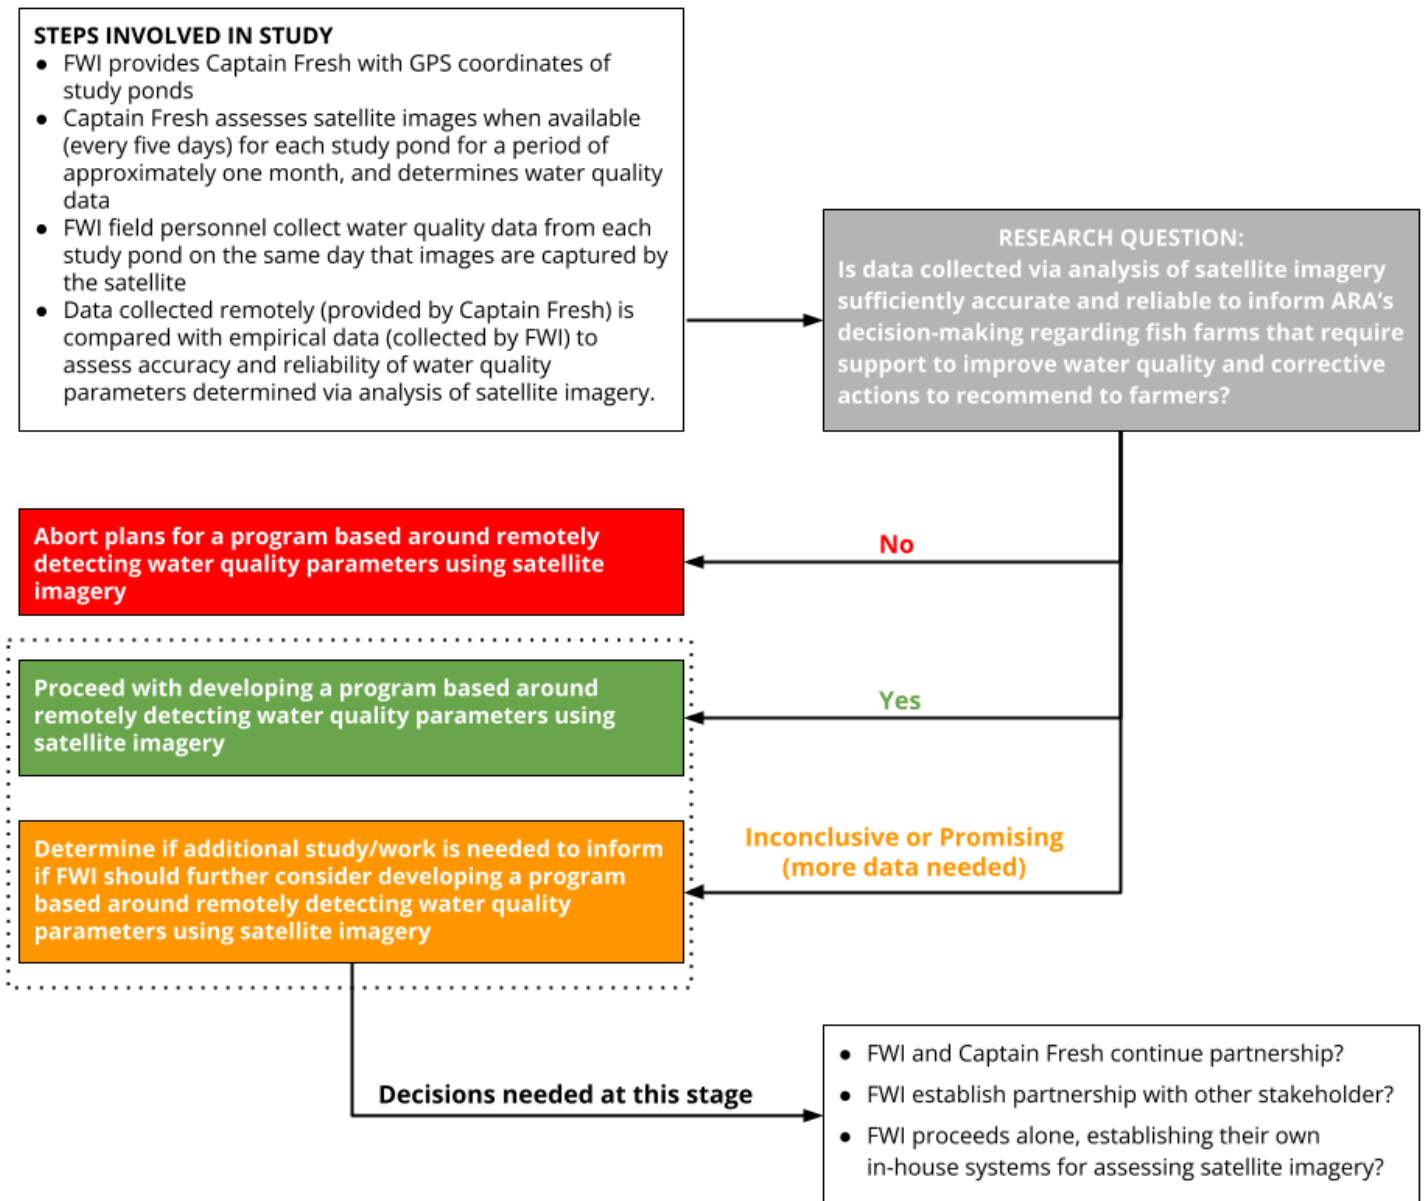 STEPS INVOLVED IN STUDY
● FWI provides Captain Fresh with GPS coordinates of
study ponds
● Captain Fresh assesses satellite images when available
(every five days) for each study pond for a period of
approximately one month, and determines water quality
data
● FWI field personnel collect water quality data from each
study pond on the same day that images are captured by
the satellite
● Data collected remotely (provided by Captain Fresh) is
compared with empirical data (collected by FWI) to
assess accuracy and reliability of water quality
parameters determined via analysis of satellite imagery.
RESEARCH QUESTION:
Is data collected via analysis of satellite imagery
sufficiently accurate and reliable to inform ARA’s
decision-making regarding fish farms that require
support to improve water quality and corrective
actions to recommend to farmers?
Abort plans for a program based around remotely
detecting water quality parameters using satellite
imagery
No
Proceed with developing a program based around
remotely detecting water quality parameters using
satellite imagery
Yes
Determine if additional study/work is needed to inform
if FWI should further consider developing a program
based around remotely detecting water quality
parameters using satellite imagery
Inconclusive or Promising
(more data needed)
Decisions needed at this stage
● FWI and Captain Fresh continue partnership?
● FWI establish partnership with other stakeholder?
● FWI proceeds alone, establishing their own
in-house systems for assessing satellite imagery?